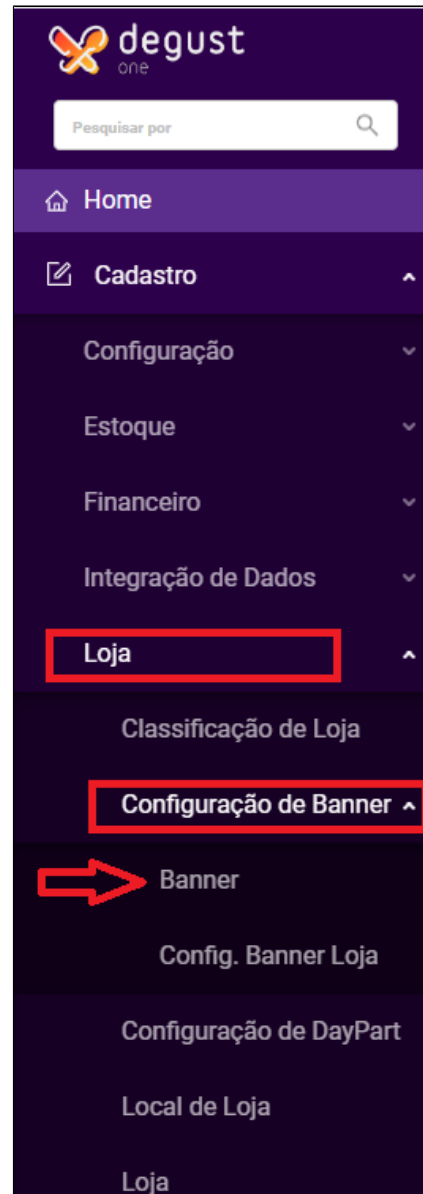 degust
one
Pesquisar por
Home
Cadastro
Configuração
Estoque
Financeiro
Integração de Dados
Loja
Classificação de Loja
Configuração de Banner
Banner
Config. Banner Loja
Configuração de DayPart
Local de Loja
Loja